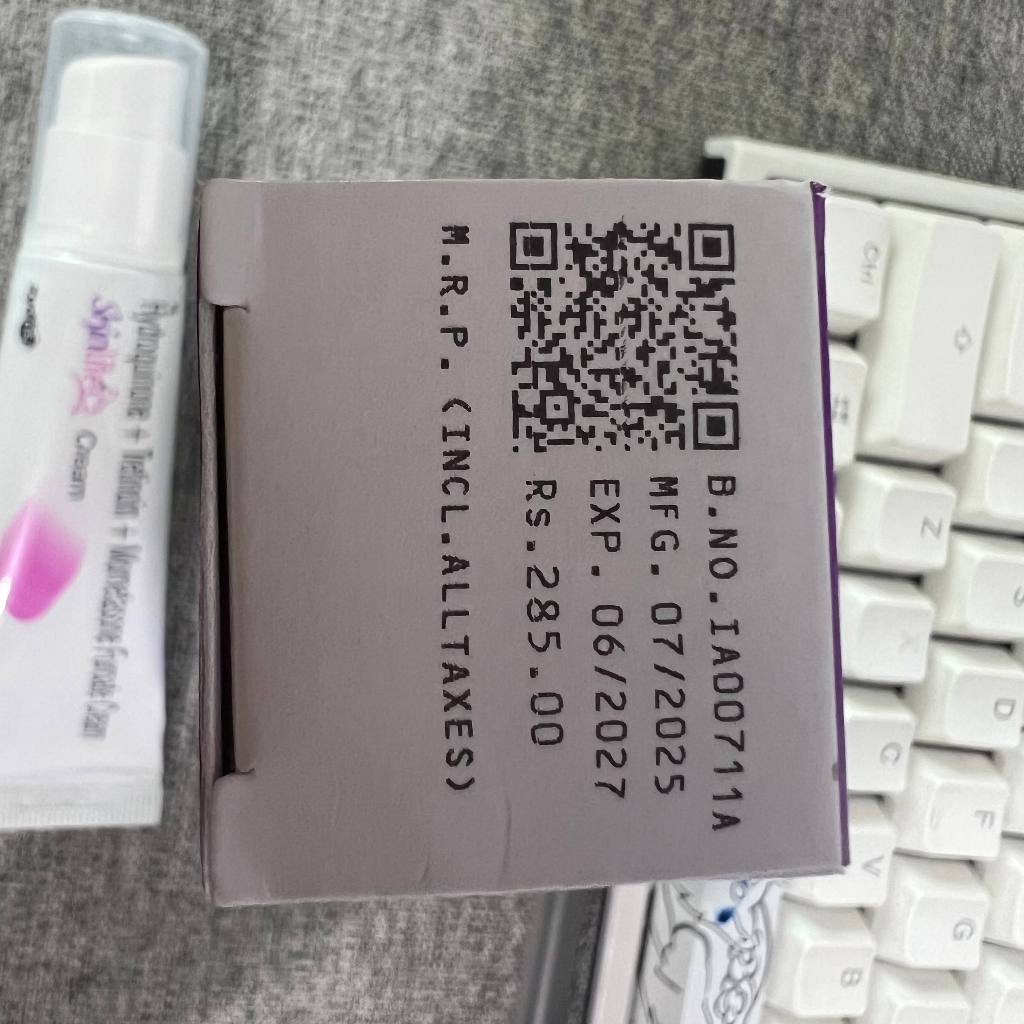 B.NO.IA00711A
MFG. 07/2025
EXP. 06/2027
Rs.285.00
M.R.P. (INCL.ALLTAXES)
Hydroquinone + Tretinoin + Mometasone Furoate Cream
Cream
Ctrl
Z
S
X
D
C
F
V
G
B